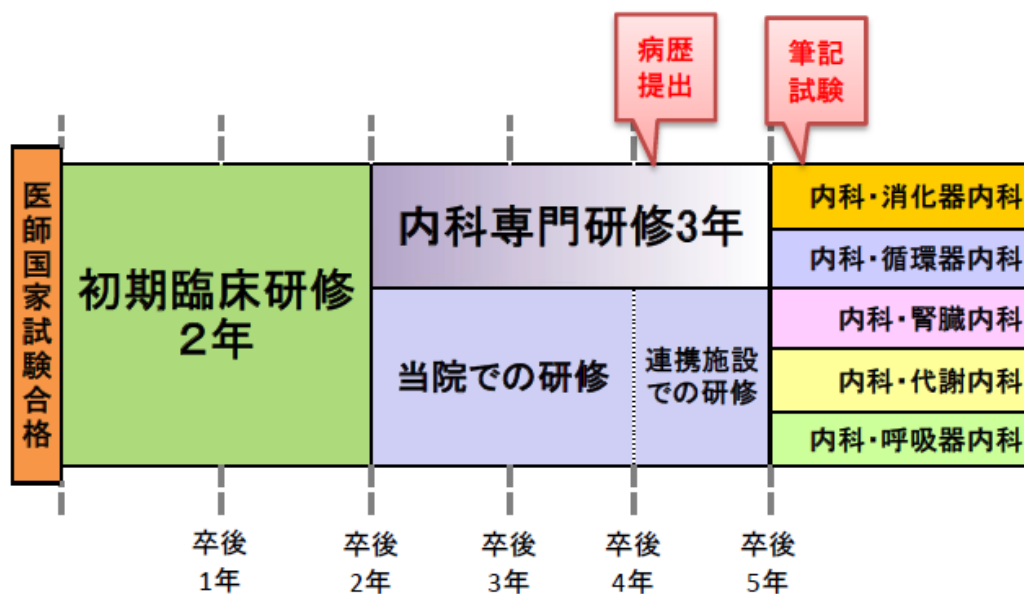 病歴
提出
筆記
試験
医師国家試験合格
初期臨床研修
２年
内科専門研修3年
当院での研修
連携施設
での研修
内科・消化器内科
内科・循環器内科
内科・腎臓内科
内科・代謝内科
内科・呼吸器内科
卒後
1年
卒後
2年
卒後
3年
卒後
4年
卒後
5年